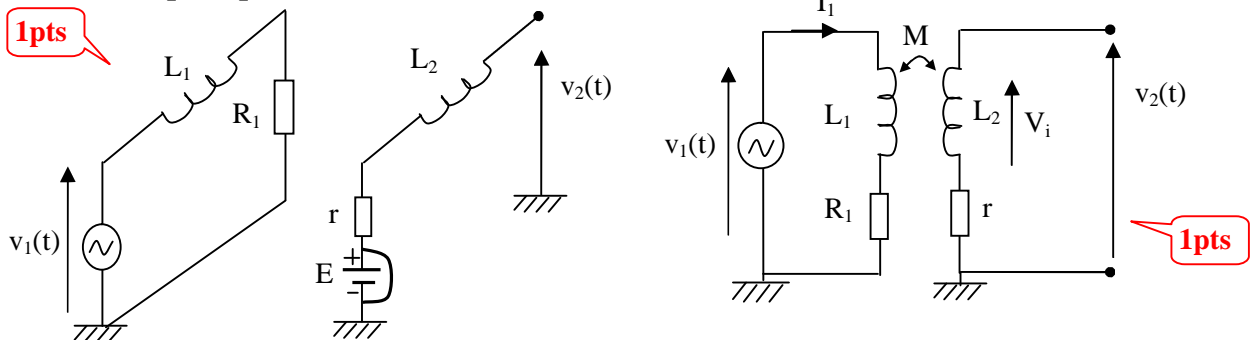 1pts
L₁
R₁
v₁(t)
L₂
v₂(t)
r
+
E
-
I₁
M
v₁(t)
L₁
L₂
Vᵢ
v₂(t)
R₁
r
1pts